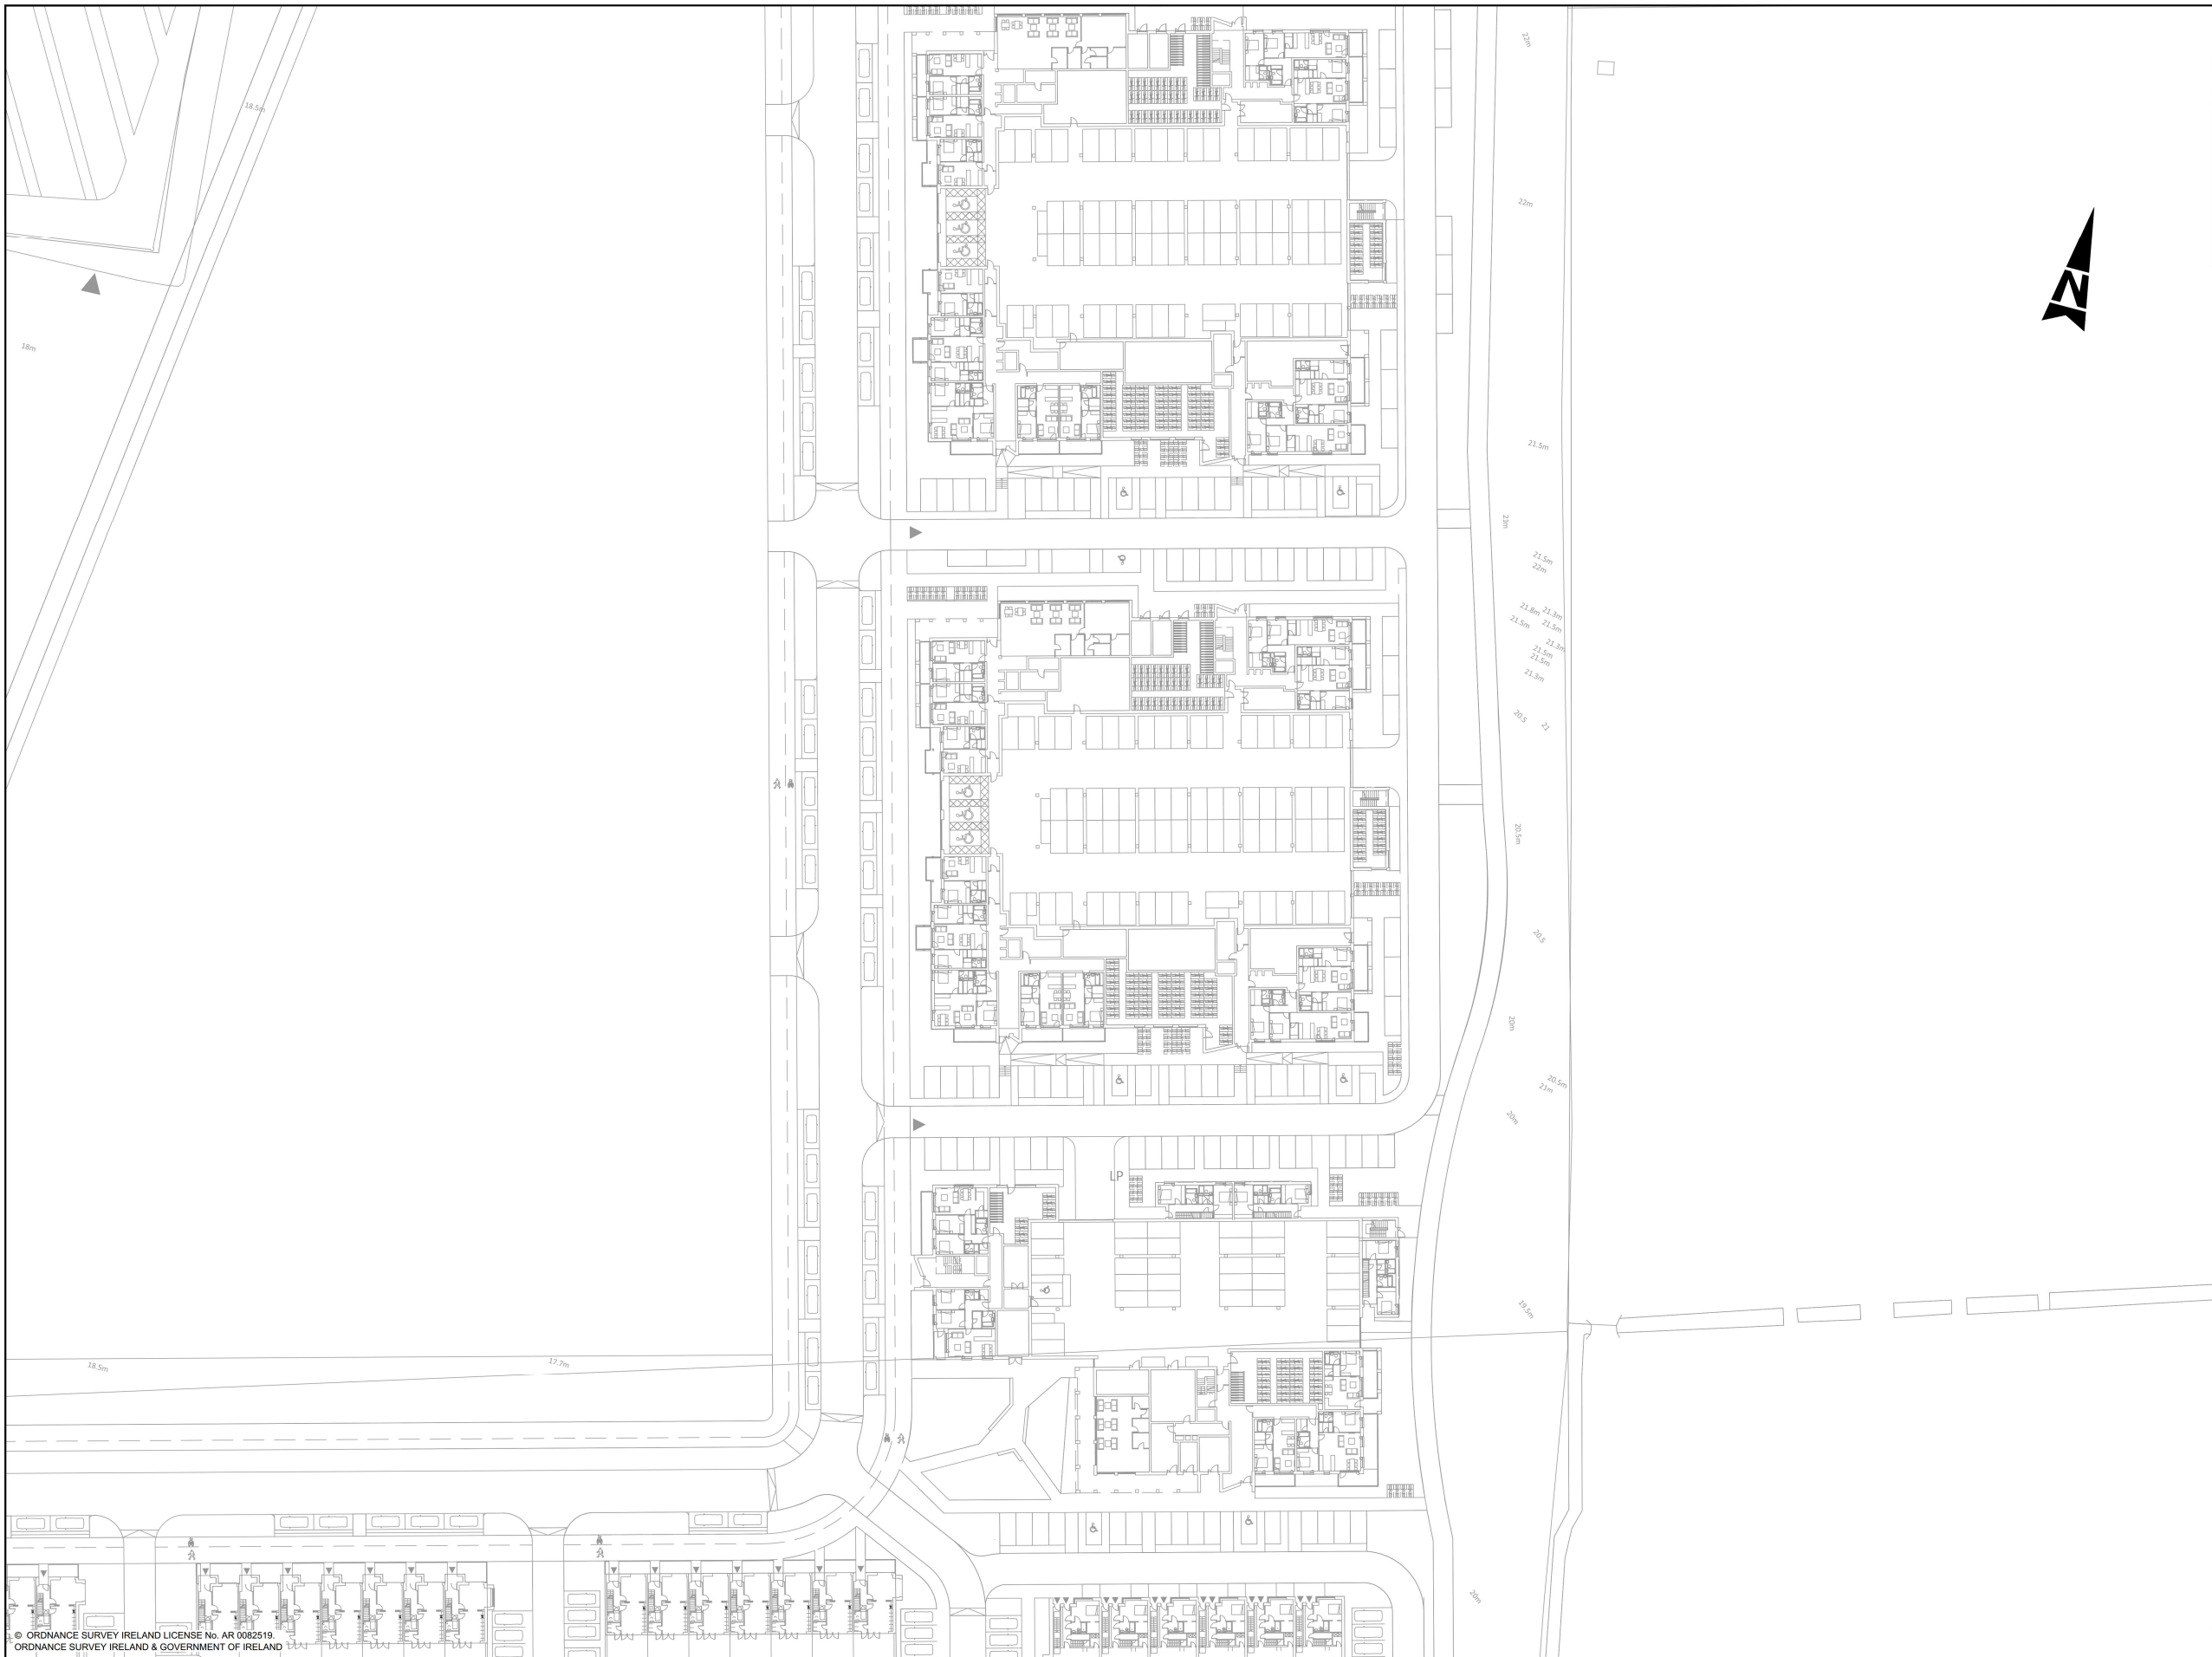 22m
18.5m
22m
N
18m
21.5m
23m
21.5m
22m
21.8m
21.3m
21.5m
21.5m
21.3m
21.5m
21.5m
21.3m
20.5
21
20.5m
20.5
20m
20.5m
21m
20m
LP
19.5m
18.5m
17.7m
20m
© ORDNANCE SURVEY IRELAND LICENSE No. AR 0082519.
ORDNANCE SURVEY IRELAND & GOVERNMENT OF IRELAND